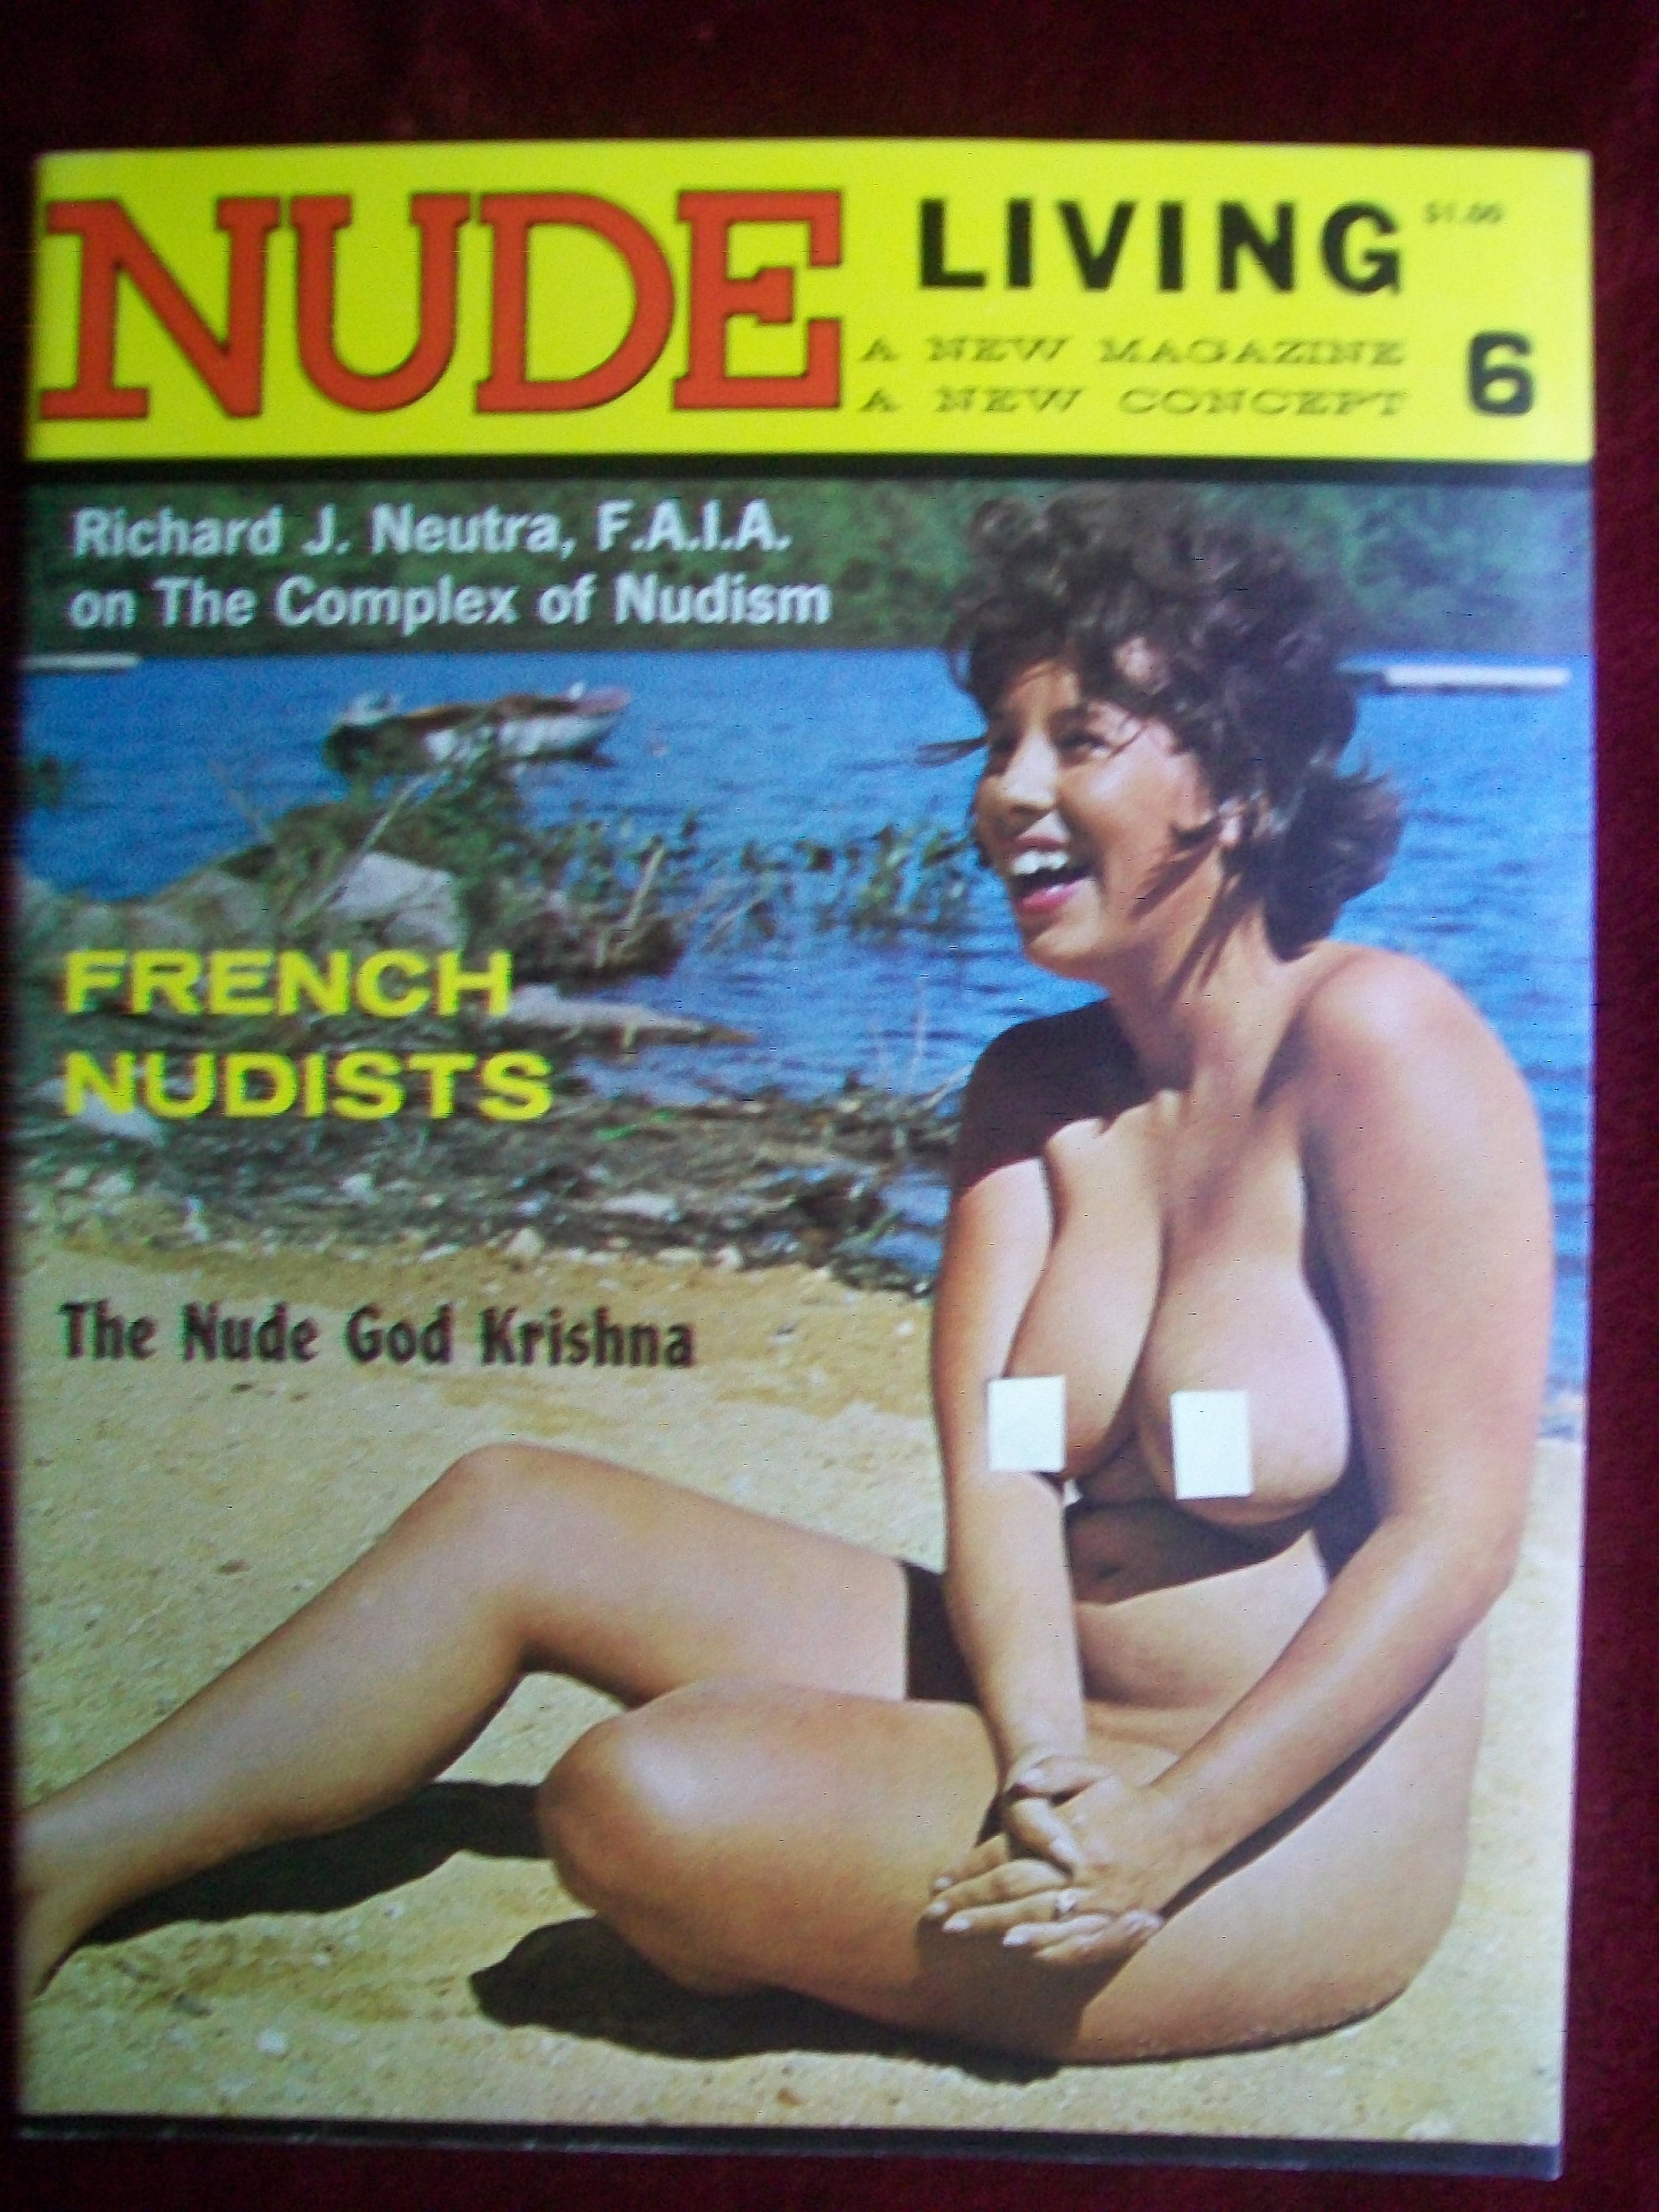 NUDE LIVING $1.00
A NEW MAGAZINE
A NEW CONCEPT 6
Richard J. Neutra, F.A.I.A.
on The Complex of Nudism
FRENCH
NUDISTS
The Nude God Krishna